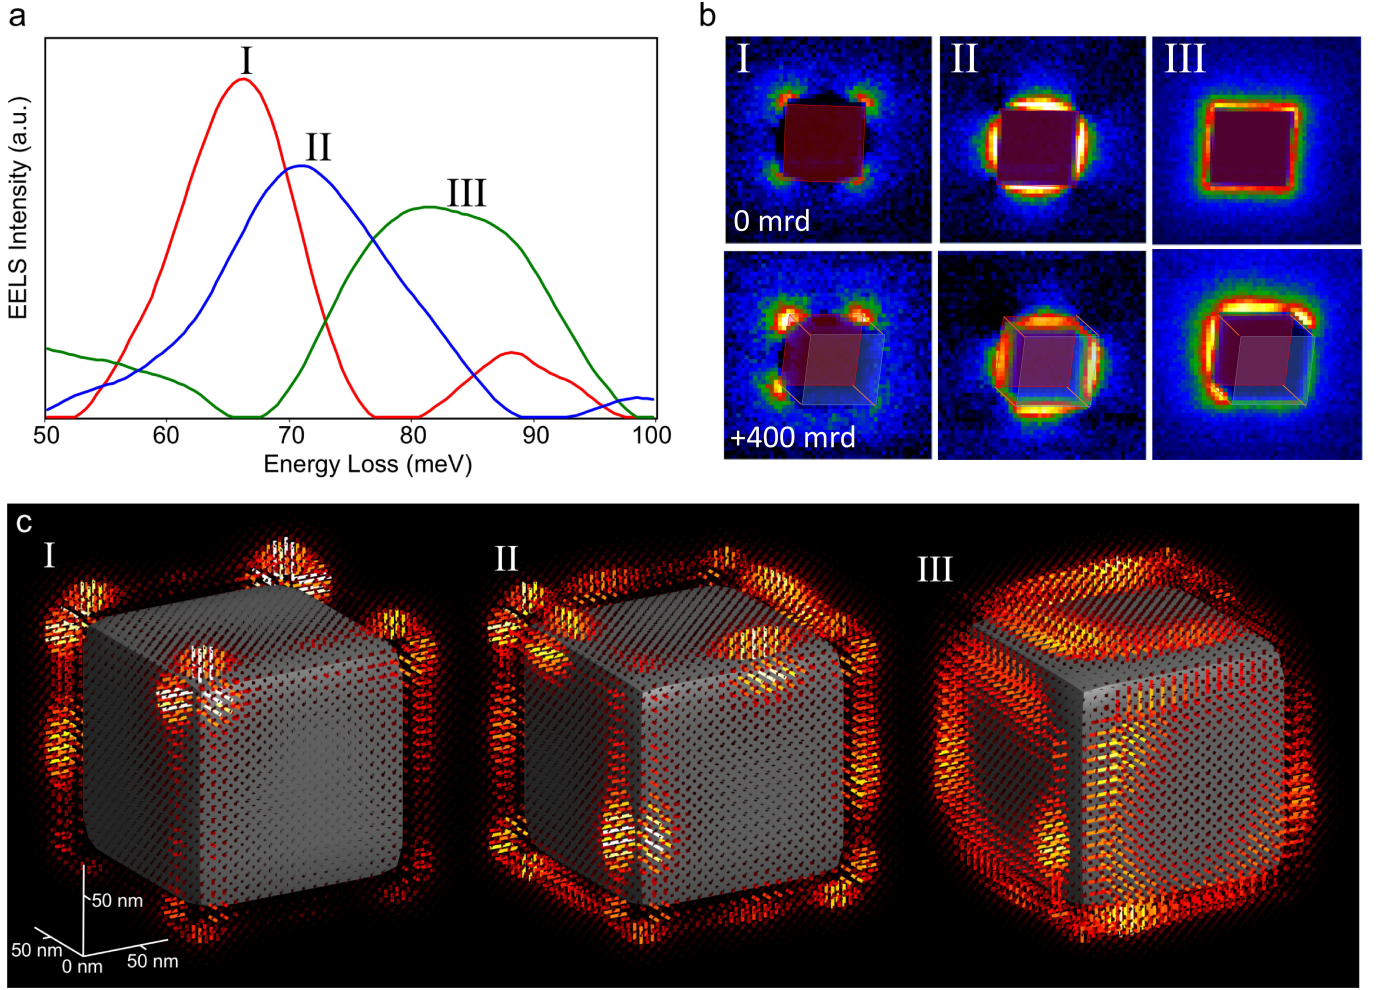 a
I
II
III
EELS Intensity (a.u.)
50 60 70 80 90 100
Energy Loss (meV)
b
I II III
0 mrd
+400 mrd
c
I II III
50 nm
50 nm
0 nm
50 nm